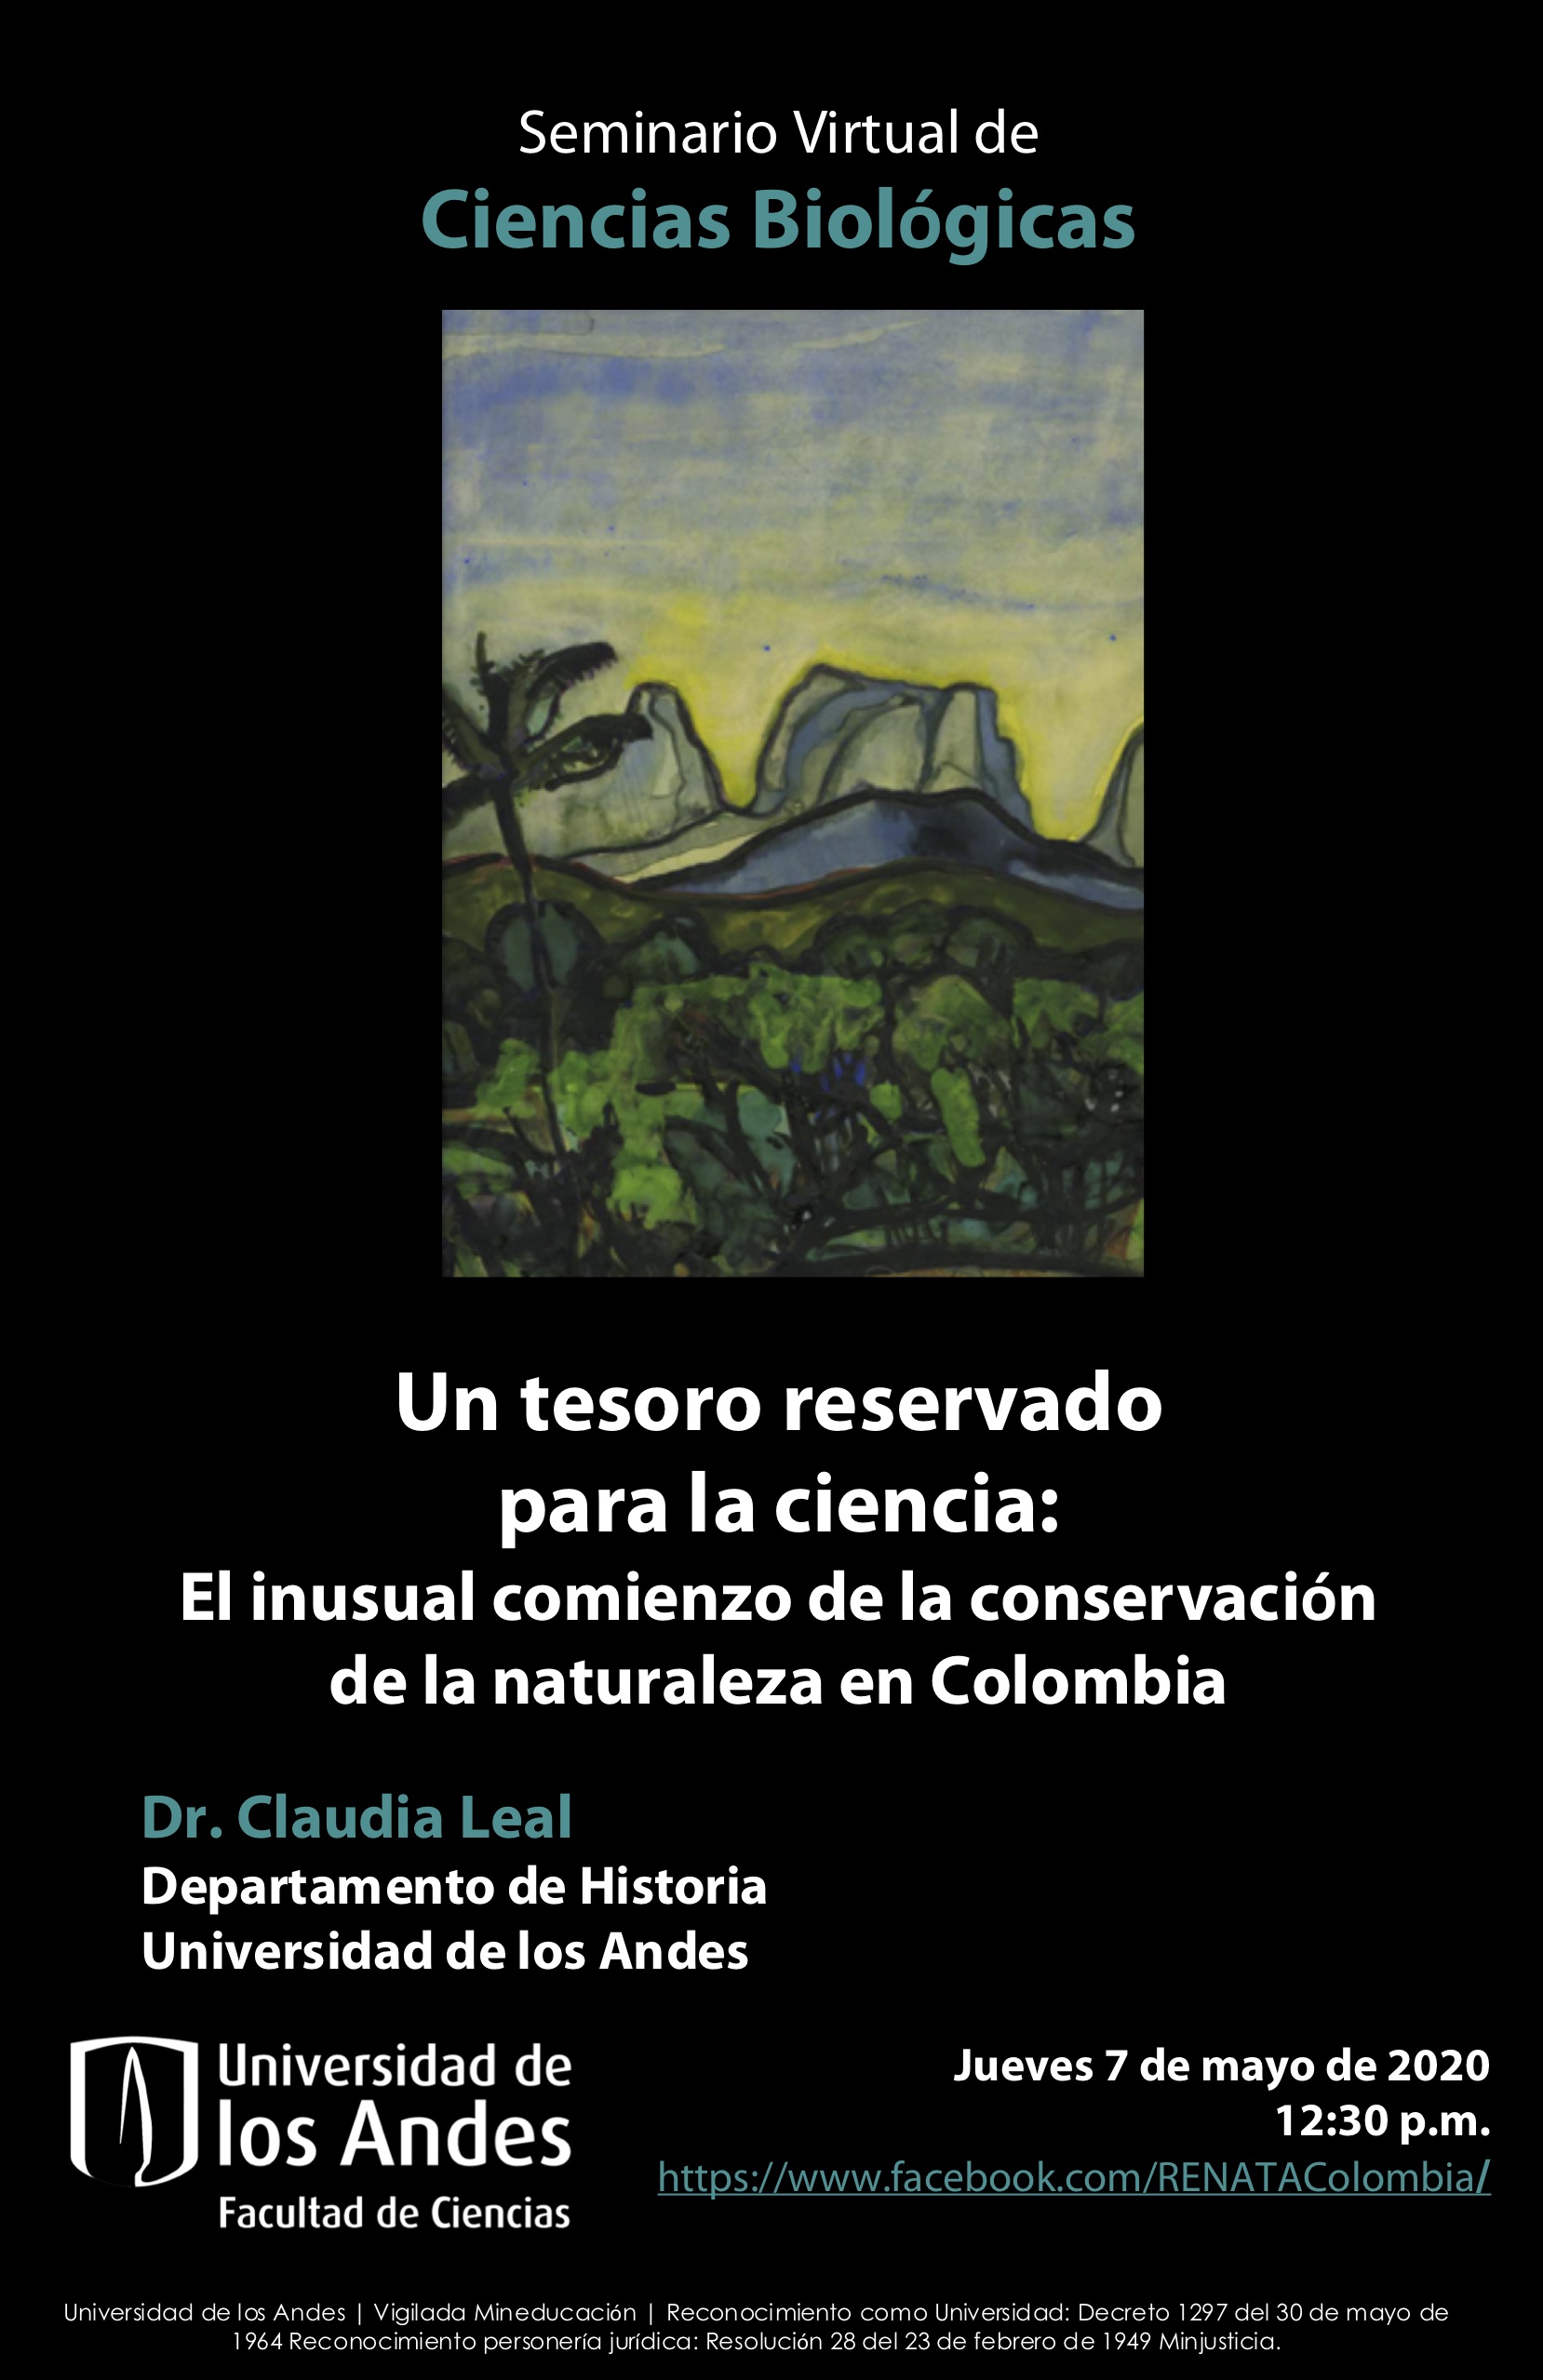 Seminario Virtual de
Ciencias Biológicas
Un tesoro reservado
para la ciencia:
El inusual comienzo de la conservación
de la naturaleza en Colombia
Dr. Claudia Leal
Departamento de Historia
Universidad de los Andes
Universidad de
los Andes
Facultad de Ciencias
Jueves 7 de mayo de 2020
12:30 p.m.
https://www.facebook.com/RENATAColombia/
Universidad de los Andes | Vigilada Mineducación | Reconocimiento como Universidad: Decreto 1297 del 30 de mayo de
1964 Reconocimiento personería jurídica: Resolución 28 del 23 de febrero de 1949 Minjusticia.